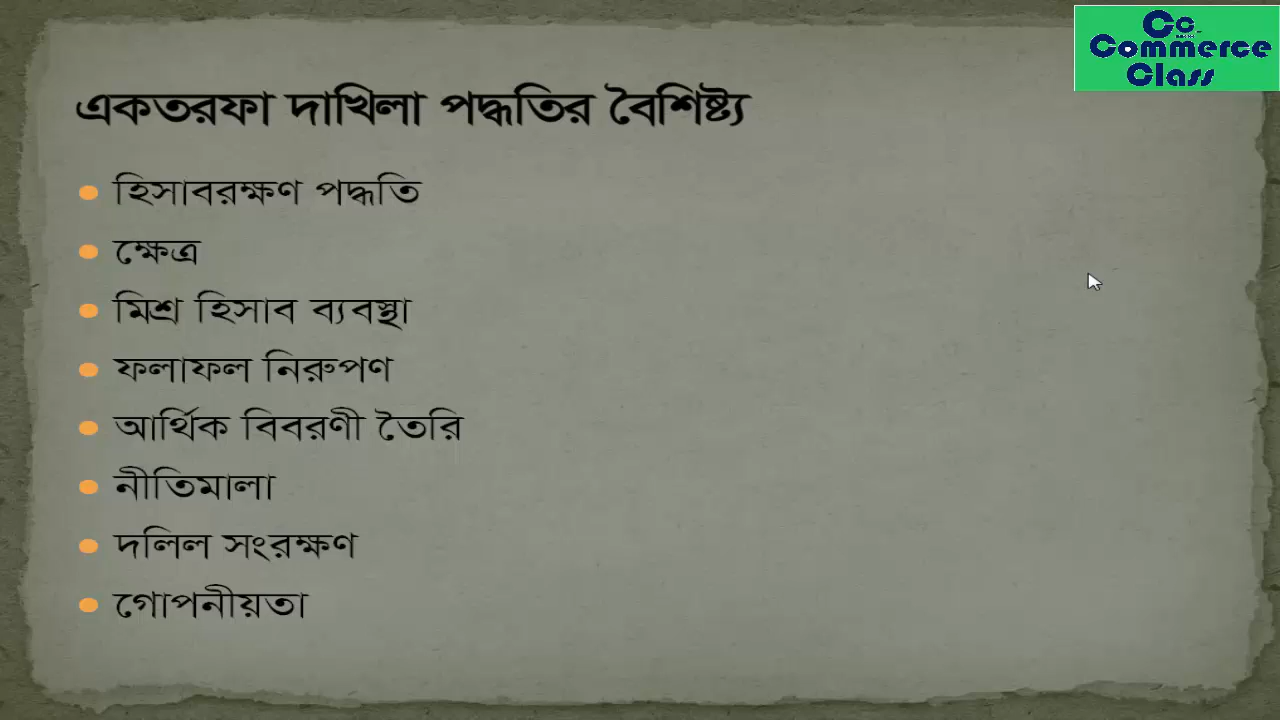 Cc
Commerce
Class
একতরফা দাখিলা পদ্ধতির বৈশিষ্ট্য
হিসাবরক্ষণ পদ্ধতি
ক্ষেত্র
মিশ্র হিসাব ব্যবস্থা
ফলাফল নিরুপণ
আর্থিক বিবরণী তৈরি
নীতিমালা
দলিল সংরক্ষণ
গোপনীয়তা